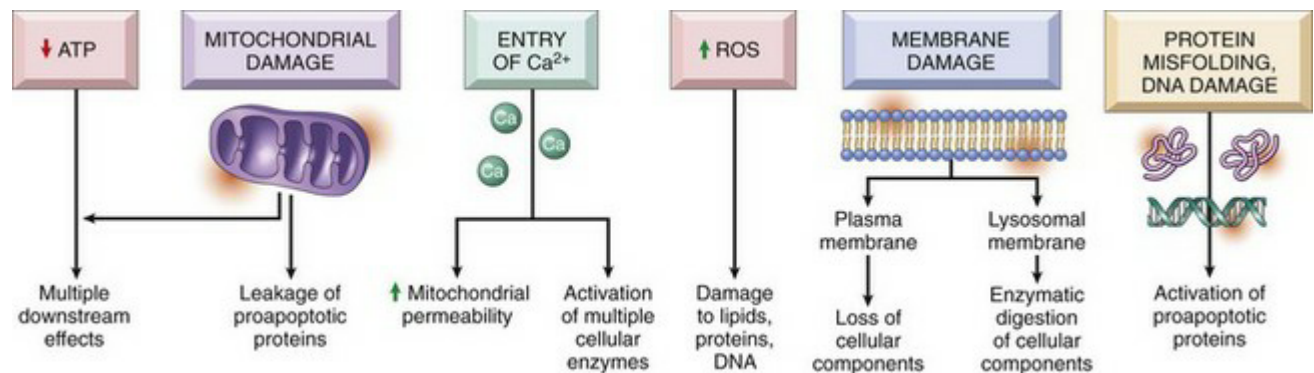 ↓ ATP
MITOCHONDRIAL
DAMAGE
ENTRY
OF Ca²⁺
↑ ROS
MEMBRANE
DAMAGE
PROTEIN
MISFOLDING,
DNA DAMAGE
Ca
Ca
Ca
Plasma
membrane
Lysosomal
membrane
Multiple
downstream
effects
Leakage of
proapoptotic
proteins
↑ Mitochondrial
permeability
Activation
of multiple
cellular
enzymes
Damage
to lipids,
proteins,
DNA
Loss of
cellular
components
Enzymatic
digestion
of cellular
components
Activation of
proapoptotic
proteins